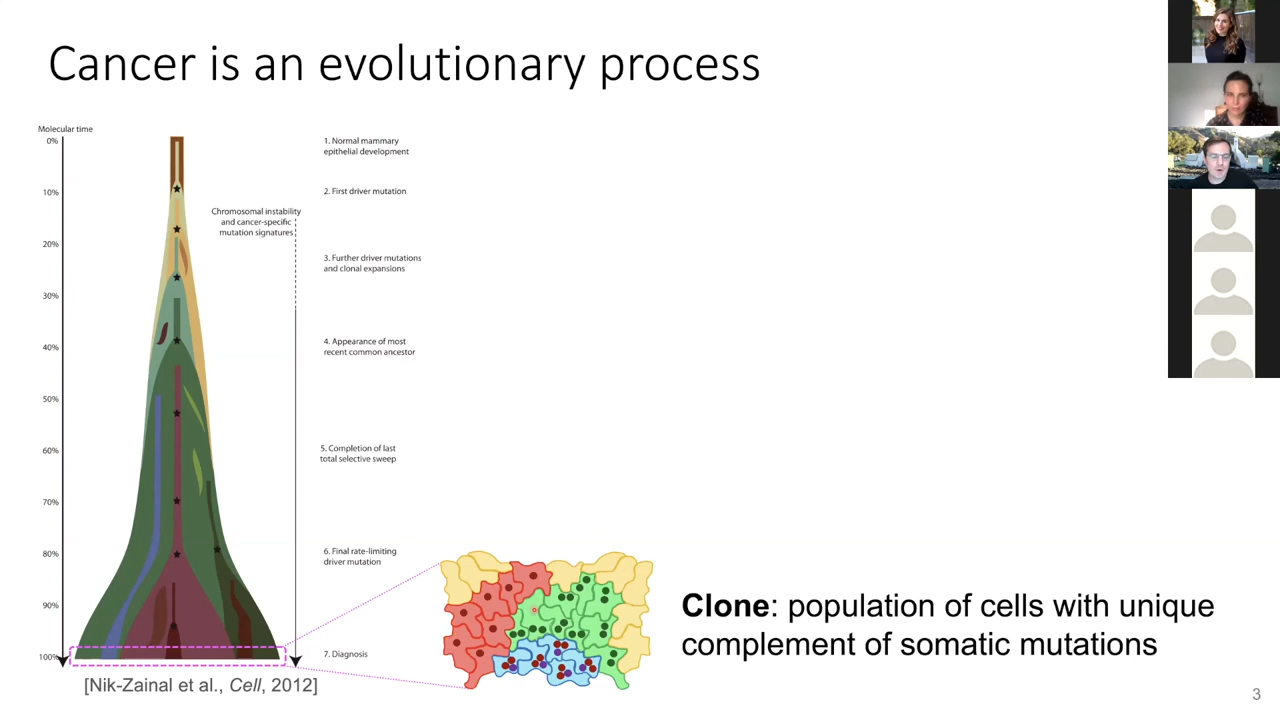 Cancer is an evolutionary process
Molecular time
0%
10%
20%
30%
40%
50%
60%
70%
80%
90%
100%
Chromosomal instability
and cancer-specific
mutation signatures
1. Normal mammary
epithelial development
2. First driver mutation
3. Further driver mutations
and clonal expansions
4. Appearance of most
recent common ancestor
5. Completion of last
total selective sweep
6. Final rate-limiting
driver mutation
7. Diagnosis
[Nik-Zainal et al., Cell, 2012]
Clone: population of cells with unique
complement of somatic mutations
3